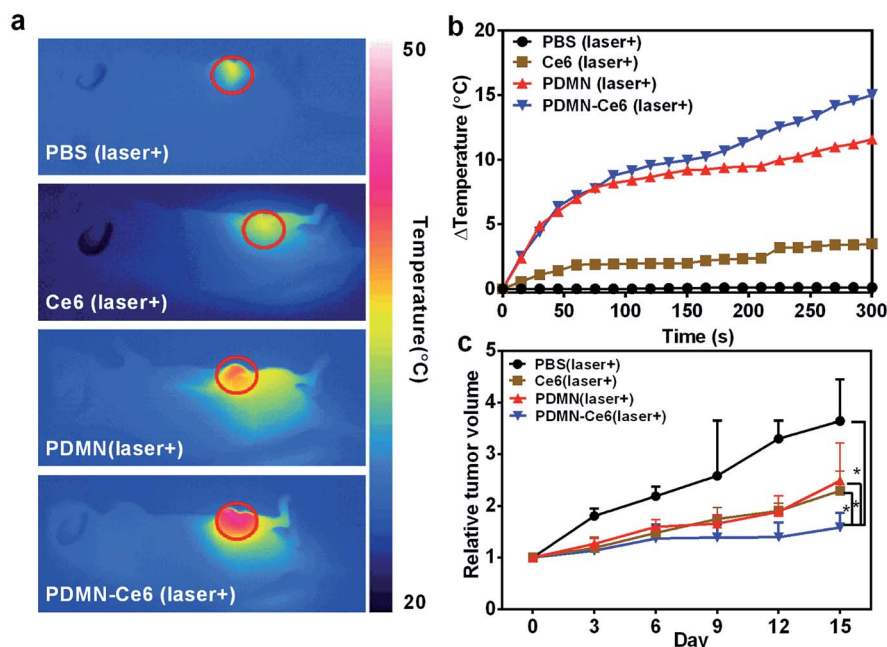 a
PBS (laser+)
Ce6 (laser+)
PDMN(laser+)
PDMN-Ce6 (laser+)
50
Temperature(°C)
20
b
PBS (laser+)
Ce6 (laser+)
PDMN (laser+)
PDMN-Ce6 (laser+)
ΔTemperature (°C)
20
15
10
5
0
0 50 100 150 200 250 300
Time (s)
c
PBS(laser+)
Ce6(laser+)
PDMN(laser+)
PDMN-Ce6(laser+)
Relative tumor volume
5
4
3
2
1
0
0 3 6 9 12 15
Day
*
*
*